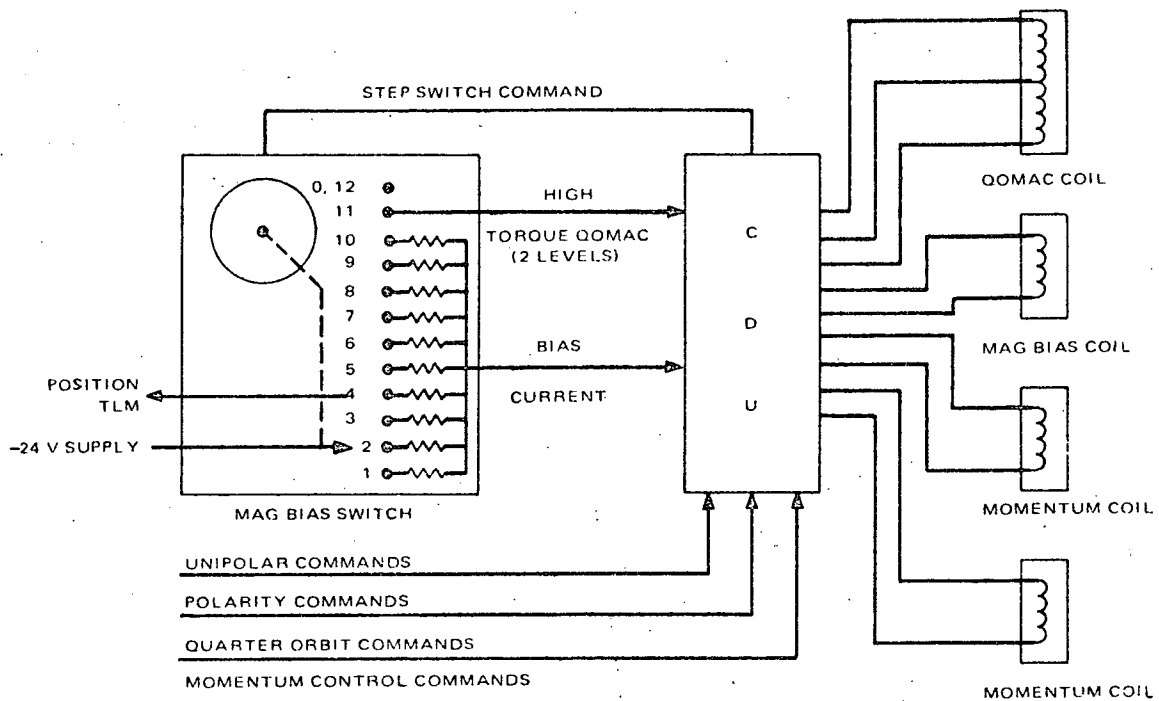 STEP SWITCH COMMAND
0, 12
11
10
9
8
7
6
5
4
3
2
1
POSITION
TLM
–24 V SUPPLY
MAG BIAS SWITCH
HIGH
TORQUE QOMAC
(2 LEVELS)
BIAS
CURRENT
C
D
U
QOMAC COIL
MAG BIAS COIL
MOMENTUM COIL
MOMENTUM COIL
UNIPOLAR COMMANDS
POLARITY COMMANDS
QUARTER ORBIT COMMANDS
MOMENTUM CONTROL COMMANDS